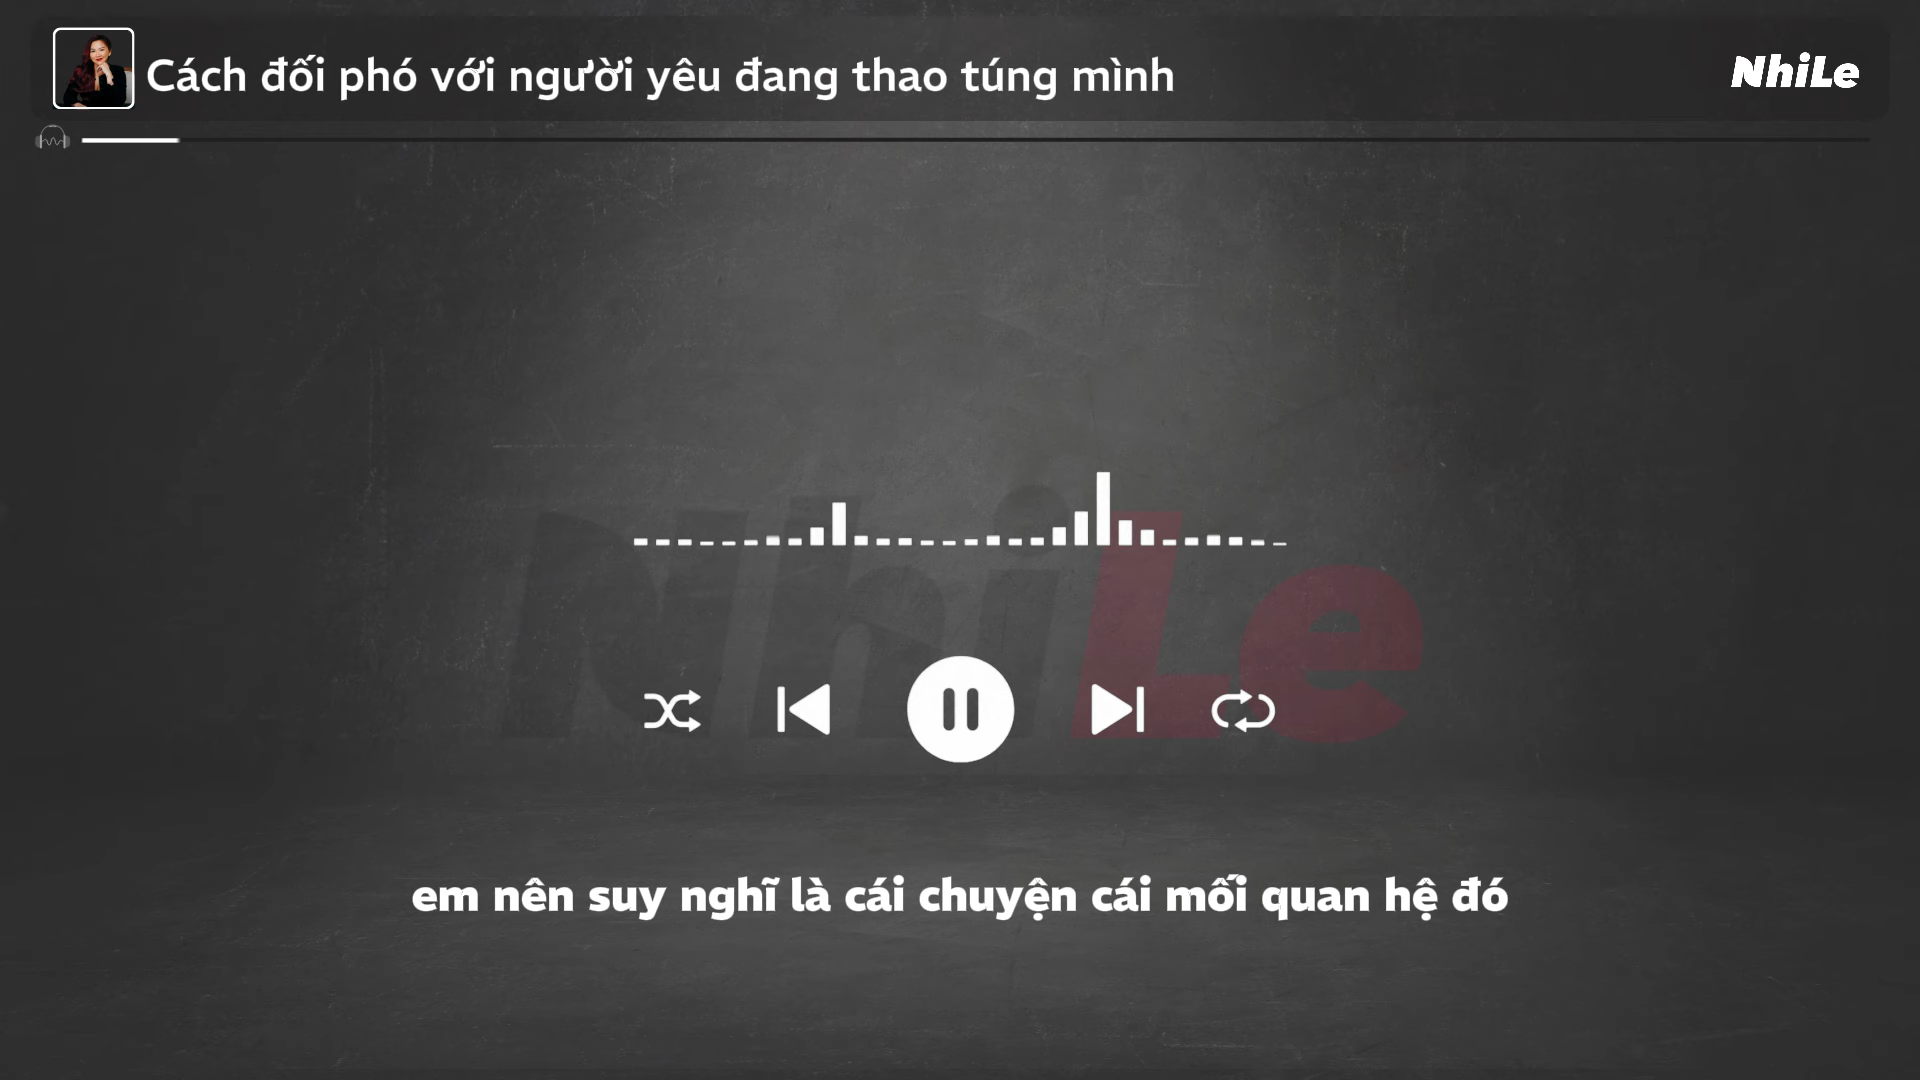 Cách đối phó với người yêu đang thao túng mình
NhiLe
NhiLe
em nên suy nghĩ là cái chuyện cái mối quan hệ đó